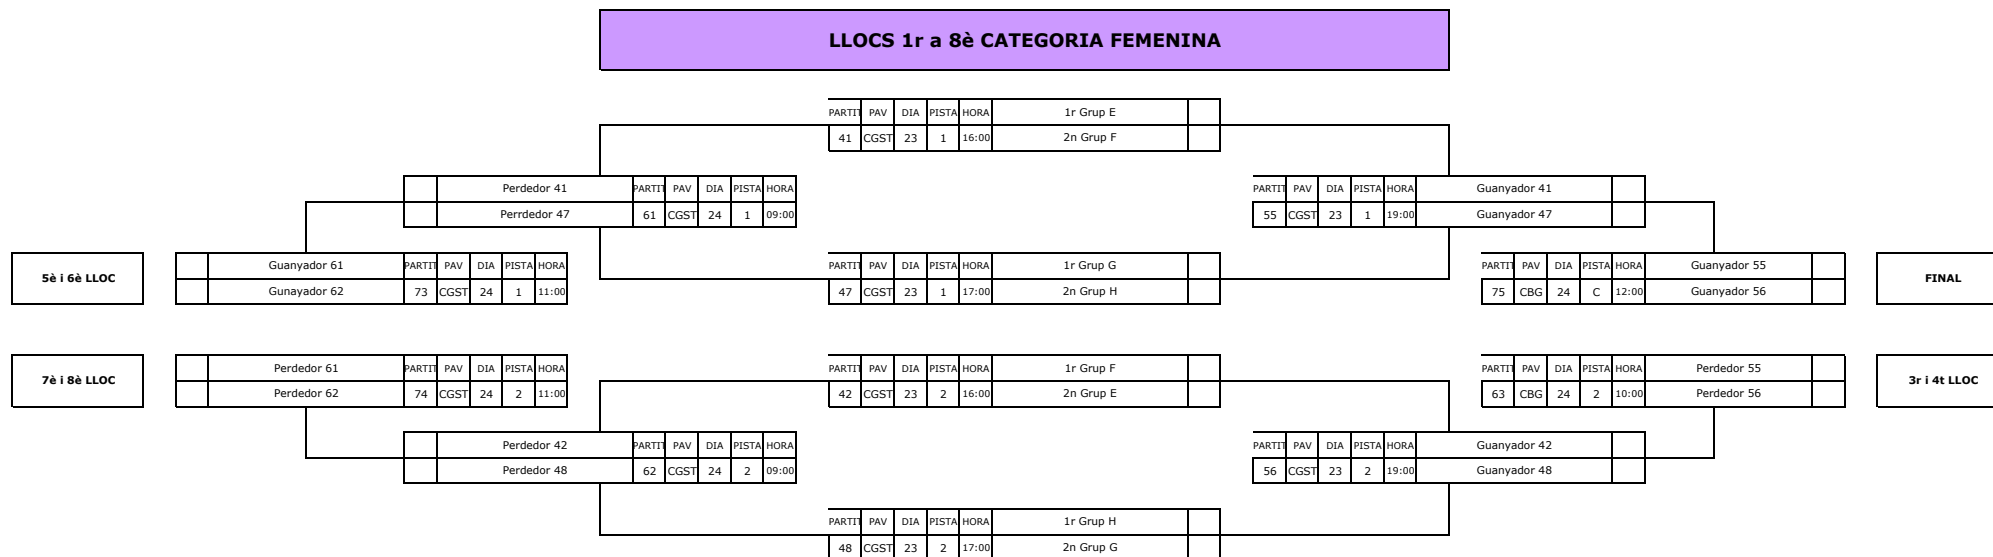 LLOCS 1r a 8è CATEGORIA FEMENINA
PARTIT PAV DIA PISTA HORA 1r Grup E
41 CGST 23 1 16:00 2n Grup F
Perdedor 41 PARTIT PAV DIA PISTA HORA
Perrdedor 47 61 CGST 24 1 09:00
PARTIT PAV DIA PISTA HORA Guanyador 41
55 CGST 23 1 19:00 Guanyador 47
5è i 6è LLOC
Guanyador 61 PARTIT PAV DIA PISTA HORA
Gunayador 62 73 CGST 24 1 11:00
PARTIT PAV DIA PISTA HORA 1r Grup G
47 CGST 23 1 17:00 2n Grup H
PARTIT PAV DIA PISTA HORA Guanyador 55
75 CBG 24 C 12:00 Guanyador 56
FINAL
7è i 8è LLOC
Perdedor 61 PARTIT PAV DIA PISTA HORA
Perdedor 62 74 CGST 24 2 11:00
PARTIT PAV DIA PISTA HORA 1r Grup F
42 CGST 23 2 16:00 2n Grup E
PARTIT PAV DIA PISTA HORA Perdedor 55
63 CBG 24 2 10:00 Perdedor 56
3r i 4t LLOC
Perdedor 42 PARTIT PAV DIA PISTA HORA
Perdedor 48 62 CGST 24 2 09:00
PARTIT PAV DIA PISTA HORA Guanyador 42
56 CGST 23 2 19:00 Guanyador 48
PARTIT PAV DIA PISTA HORA 1r Grup H
48 CGST 23 2 17:00 2n Grup G